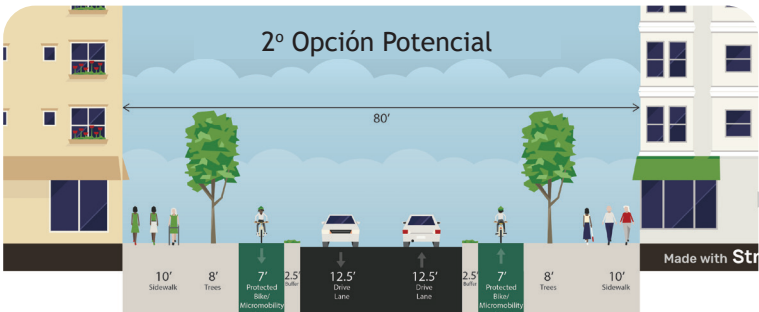 2º Opción Potencial
80’
Made with Str
10’ 8’ 7’ 2.5’ 12.5’ 12.5’ 2.5’ 7’ 8’ 10’
Sidewalk Trees Protected Buffer Drive Drive Buffer Protected Trees Sidewalk
Bike/ Lane Lane Bike/
Micromobility Micromobility